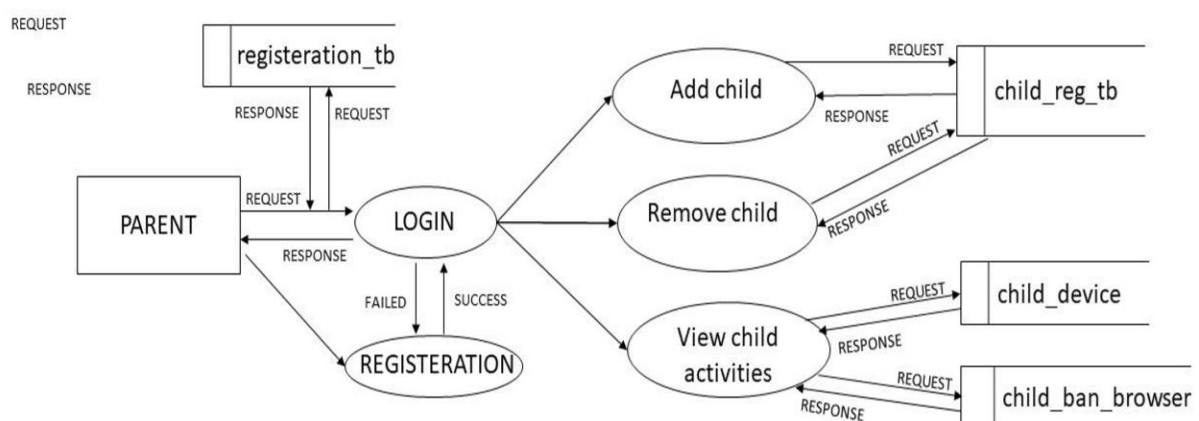 REQUEST
RESPONSE
registeration_tb
RESPONSE
REQUEST
PARENT
REQUEST
RESPONSE
LOGIN
FAILED
SUCCESS
REGISTERATION
Add child
REQUEST
RESPONSE
child_reg_tb
Remove child
REQUEST
RESPONSE
View child
activities
REQUEST
RESPONSE
child_device
REQUEST
RESPONSE
child_ban_browser